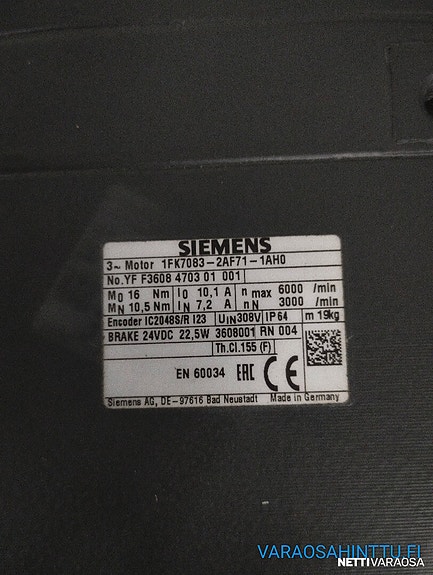 SIEMENS
3~ Motor 1FK7083-2AF71-1AH0
No.YF F3608 4703 01 001
M0 16 Nm I0 10,1 A n max 6000 /min
MN 10,5 Nm IN 7,2 A nN 3000 /min
Encoder IC2048S/R I23 UIN308V IP64 m 19kg
BRAKE 24VDC 22,5W 3608001 RN 004
Th.Cl.155 (F)
EN 60034 EAC CE
Siemens AG, DE-97616 Bad Neustadt Made in Germany
VARAOSAHINTTU.FI
NETTIVARAOSA